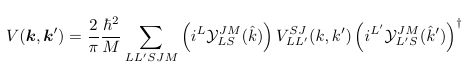 $V(\boldsymbol{k}, \boldsymbol{k}') = \frac{2}{\pi} \frac{\hbar^2}{M} \sum_{LL'SJM} \left( i^L \mathcal{Y}_{LS}^{JM}(\hat{k}) \right) V_{LL'}^{SJ}(k, k') \left( i^{L'} \mathcal{Y}_{L'S}^{JM}(\hat{k}') \right)^\dagger$